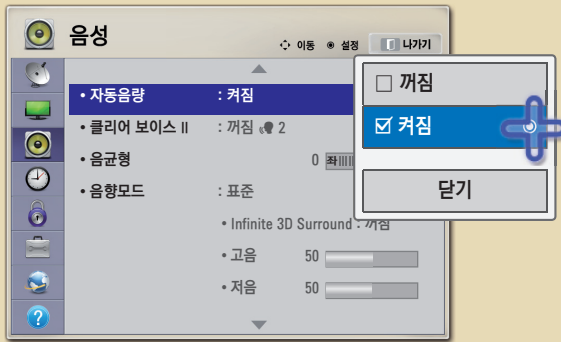 음성
이동 ⊙ 설정 나가기
• 자동음량 : 켜짐
• 클리어 보이스 II : 꺼짐 2
• 음균형 0 좌
• 음향모드 : 표준
• Infinite 3D Surround : 꺼짐
• 고음 50
• 저음 50
?
□ 꺼짐
☑ 켜짐
닫기